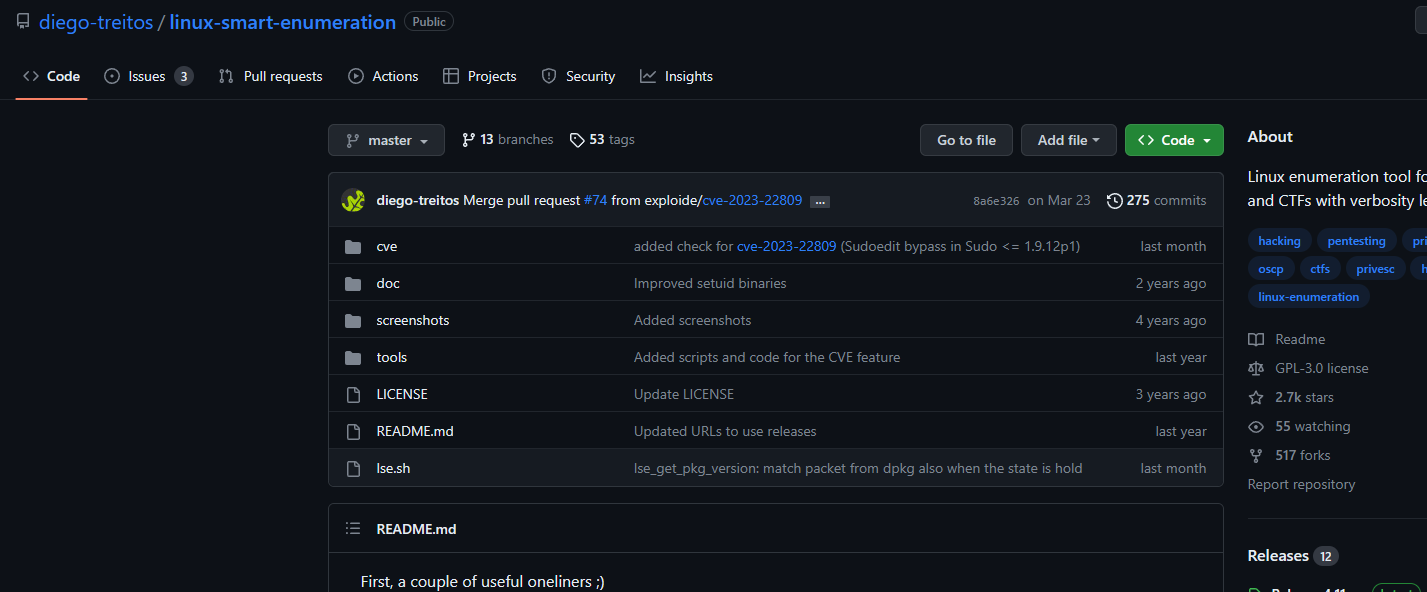 diego-treitos / linux-smart-enumeration Public
Code Issues 3 Pull requests Actions Projects Security Insights
master 13 branches 53 tags Go to file Add file Code
diego-treitos Merge pull request #74 from exploide/cve-2023-22809 ... 8a6e326 on Mar 23 275 commits
cve added check for cve-2023-22809 (Sudoedit bypass in Sudo <= 1.9.12p1) last month
doc Improved setuid binaries 2 years ago
screenshots Added screenshots 4 years ago
tools Added scripts and code for the CVE feature last year
LICENSE Update LICENSE 3 years ago
README.md Updated URLs to use releases last year
lse.sh lse_get_pkg_version: match packet from dpkg also when the state is hold last month
README.md
First, a couple of useful oneliners ;)
About
Linux enumeration tool fo
and CTFs with verbosity le
hacking pentesting pri
oscp ctfs privesc h
linux-enumeration
Readme
GPL-3.0 license
2.7k stars
55 watching
517 forks
Report repository
Releases 12